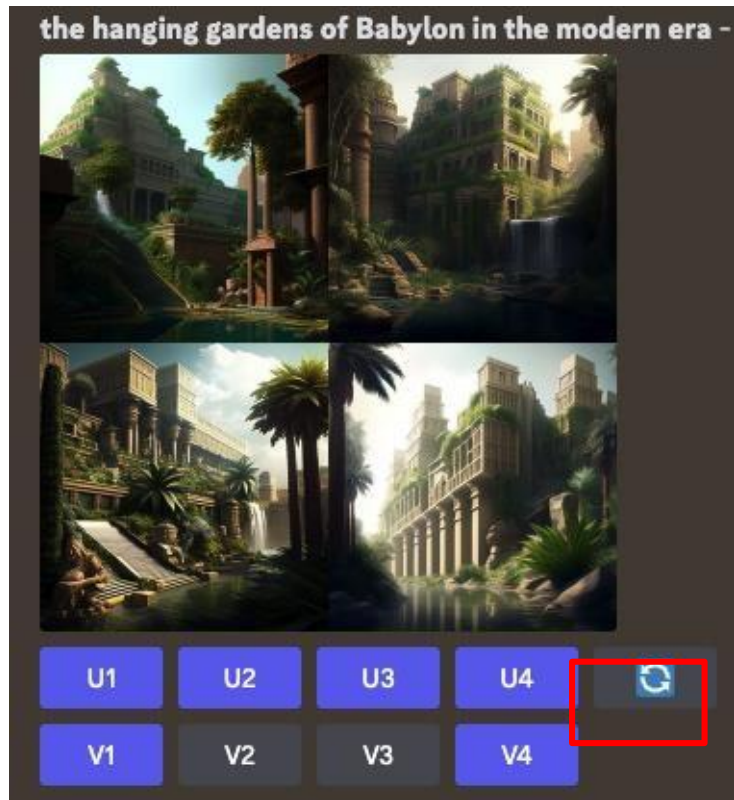 the hanging gardens of Babylon in the modern era -
U1 U2 U3 U4
V1 V2 V3 V4